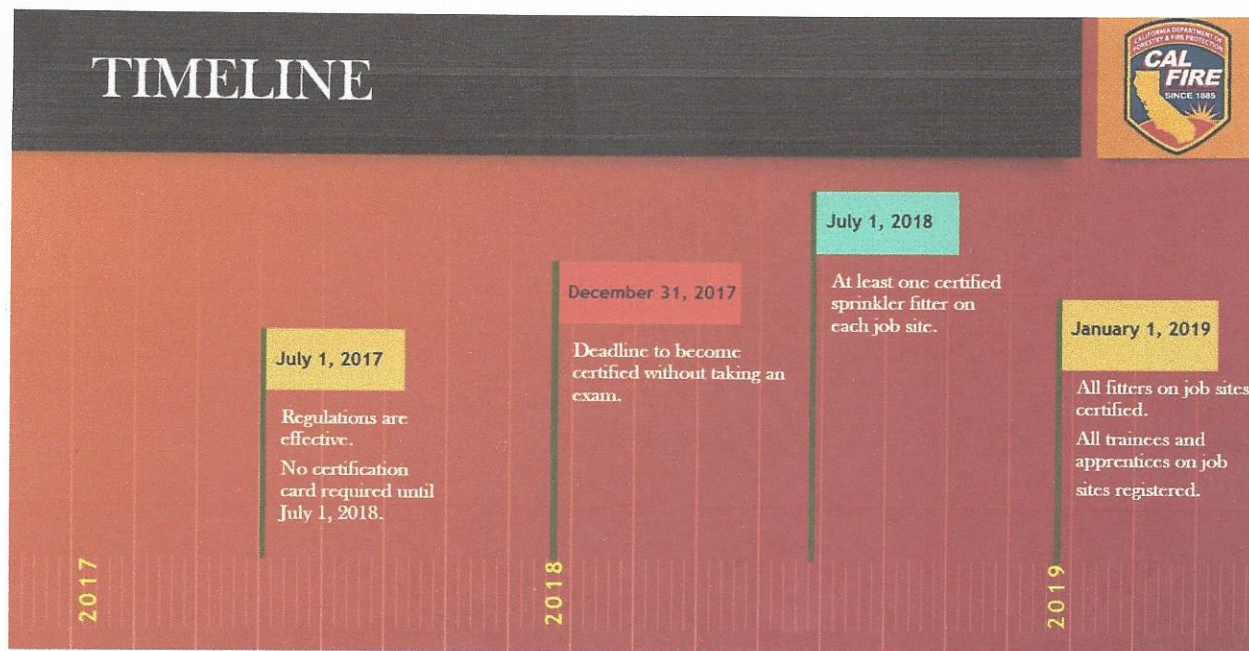 TIMELINE
CALIFORNIA DEPARTMENT OF
FORESTRY & FIRE PROTECTION
CAL
FIRE
SINCE 1885
July 1, 2017
Regulations are
effective.
No certification
card required until
July 1, 2018.
December 31, 2017
Deadline to become
certified without taking an
exam.
July 1, 2018
At least one certified
sprinkler fitter on
each job site.
January 1, 2019
All fitters on job sites
certified.
All trainees and
apprentices on job
sites registered.
2017
2018
2019